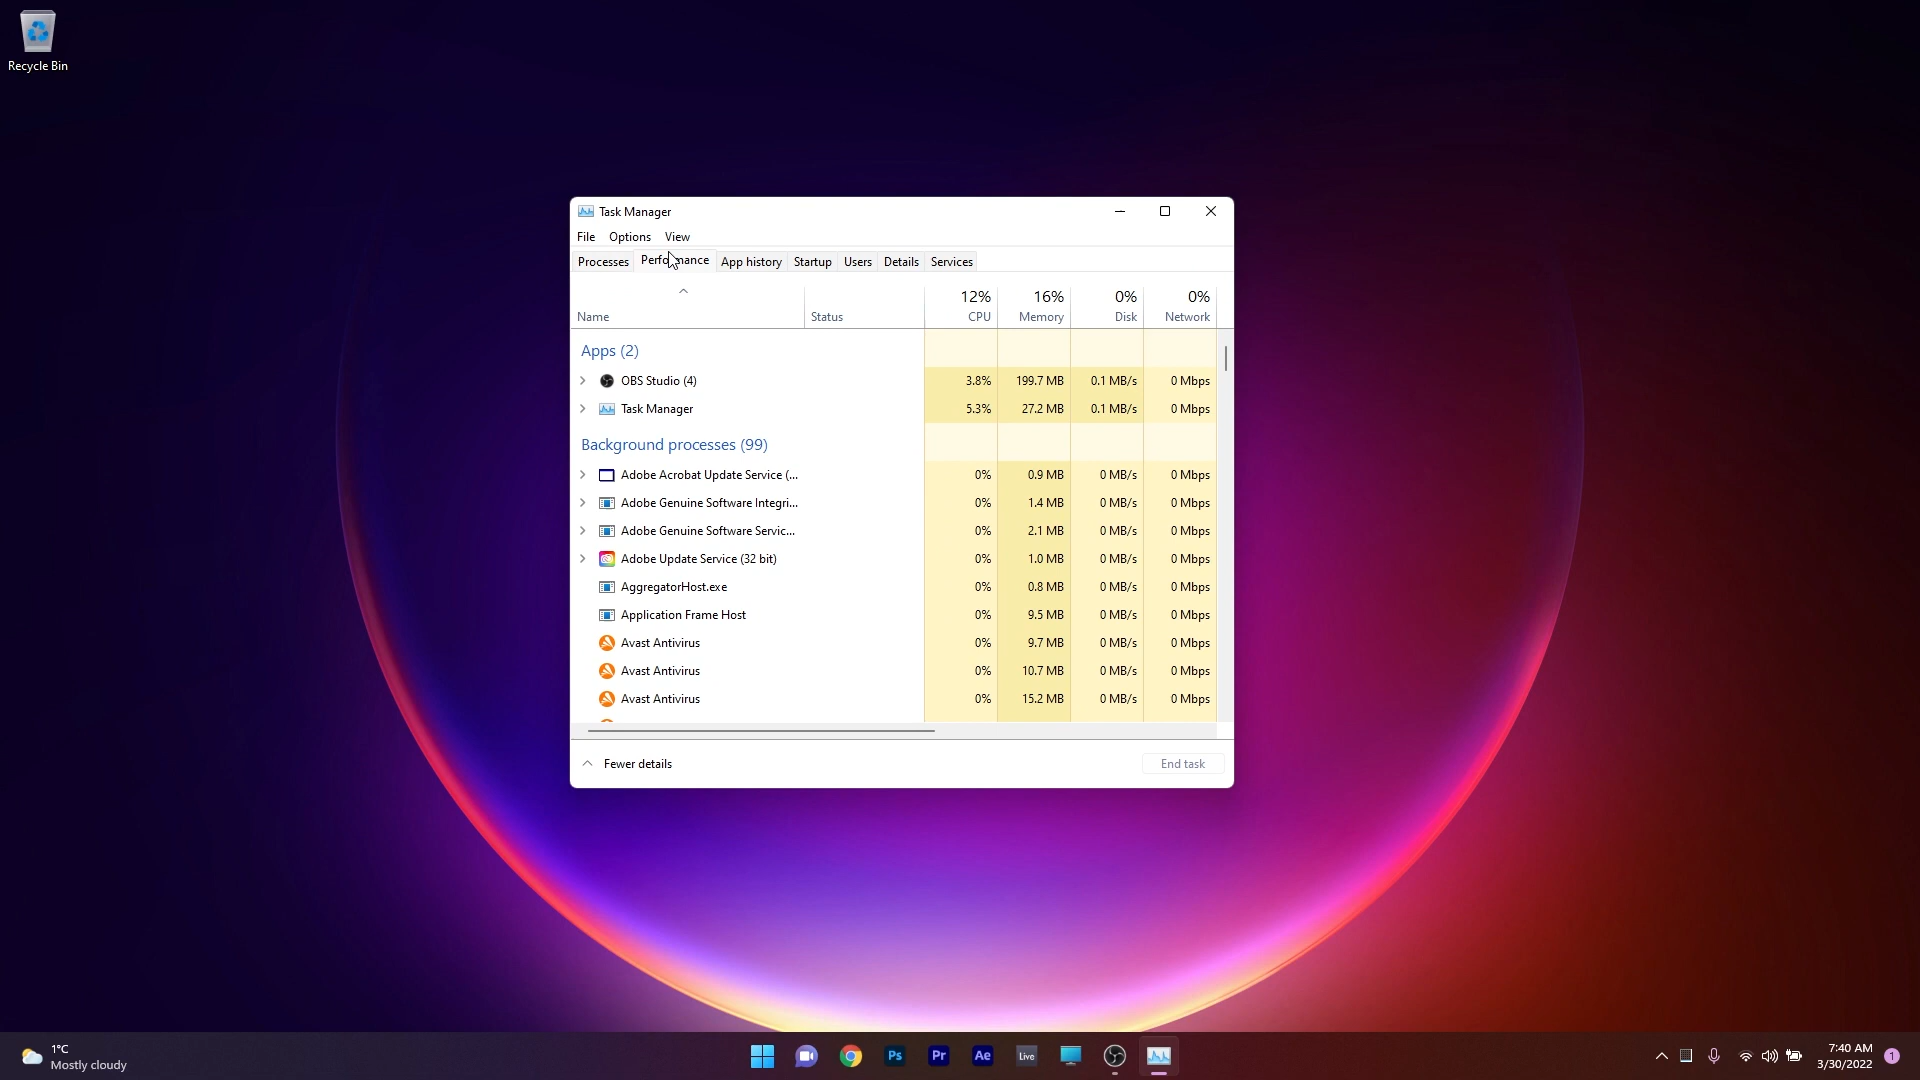 Recycle Bin
Task Manager
File Options View
Processes Performance App history Startup Users Details Services
12% 16% 0% 0%
Name Status CPU Memory Disk Network
Apps (2)
OBS Studio (4) 3.8% 199.7 MB 0.1 MB/s 0 Mbps
Task Manager 5.3% 27.2 MB 0.1 MB/s 0 Mbps
Background processes (99)
Adobe Acrobat Update Service (... 0% 0.9 MB 0 MB/s 0 Mbps
Adobe Genuine Software Integri... 0% 1.4 MB 0 MB/s 0 Mbps
Adobe Genuine Software Servic... 0% 2.1 MB 0 MB/s 0 Mbps
Adobe Update Service (32 bit) 0% 1.0 MB 0 MB/s 0 Mbps
AggregatorHost.exe 0% 0.8 MB 0 MB/s 0 Mbps
Application Frame Host 0% 9.5 MB 0 MB/s 0 Mbps
Avast Antivirus 0% 9.7 MB 0 MB/s 0 Mbps
Avast Antivirus 0% 10.7 MB 0 MB/s 0 Mbps
Avast Antivirus 0% 15.2 MB 0 MB/s 0 Mbps
Fewer details End task
1°C
Mostly cloudy
Ps Pr Ae Live
7:40 AM
3/30/2022
1